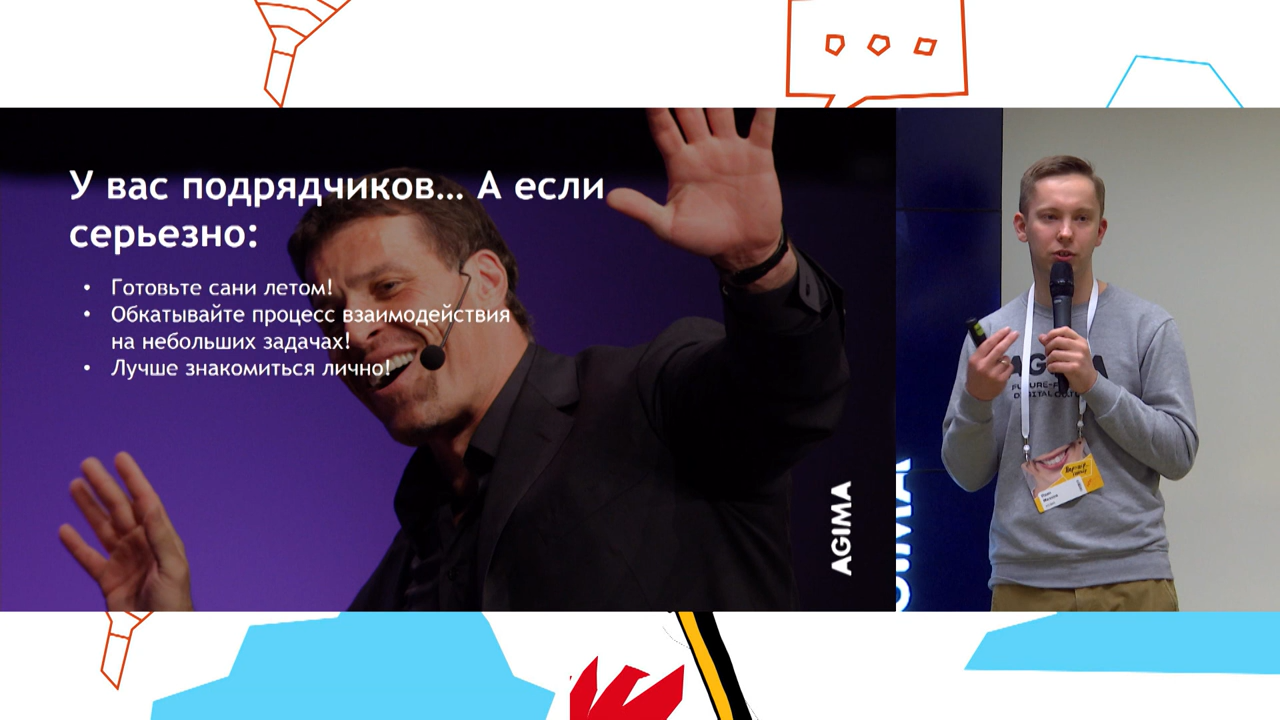 У вас подрядчиков... А если
серьезно:
• Готовьте сани летом!
• Обкатывайте процесс взаимодействия
на небольших задачах!
• Лучше знакомиться лично!
AGIMA